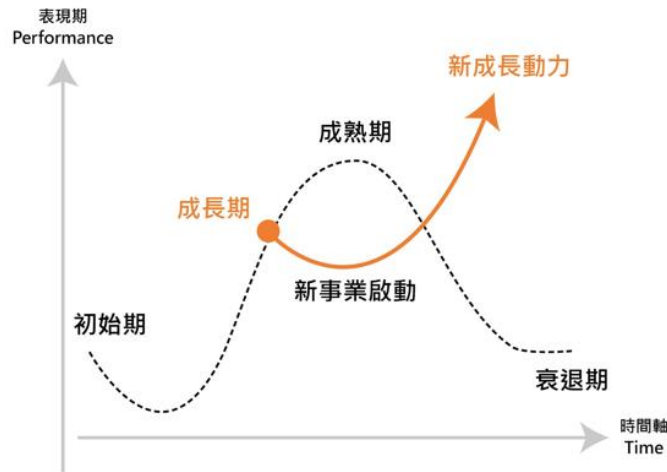 表現期
Performance
新成長動力
成熟期
成長期
新事業啟動
初始期
衰退期
時間軸
Time